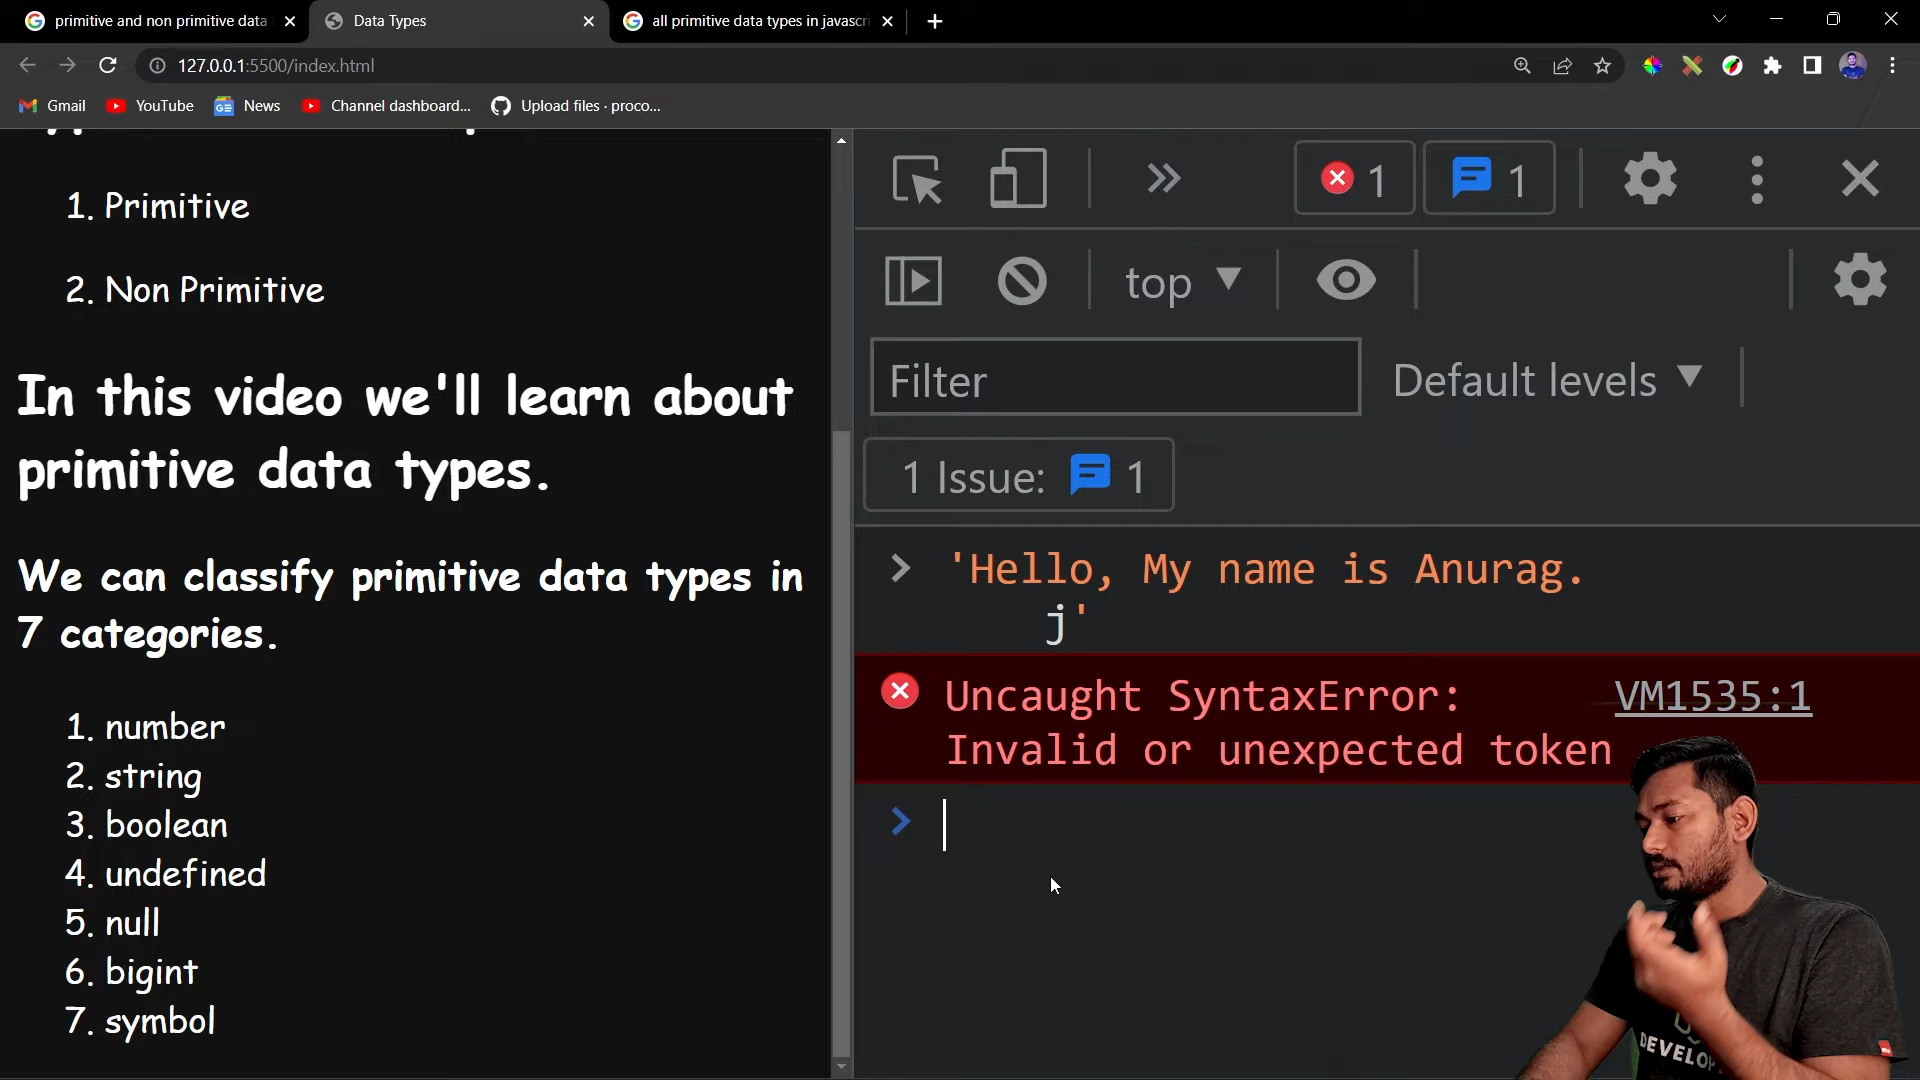 primitive and non primitive data
Data Types
all primitive data types in javascri
127.0.0.1:5500/index.html
Gmail
YouTube
News
Channel dashboard...
Upload files · proco...
1. Primitive
2. Non Primitive
In this video we'll learn about
primitive data types.
We can classify primitive data types in
7 categories.
1. number
2. string
3. boolean
4. undefined
5. null
6. bigint
7. symbol
1
1
top
Filter
Default levels
1 Issue: 1
'Hello, My name is Anurag.
j'
Uncaught SyntaxError: VM1535:1
Invalid or unexpected token
DEVELOP